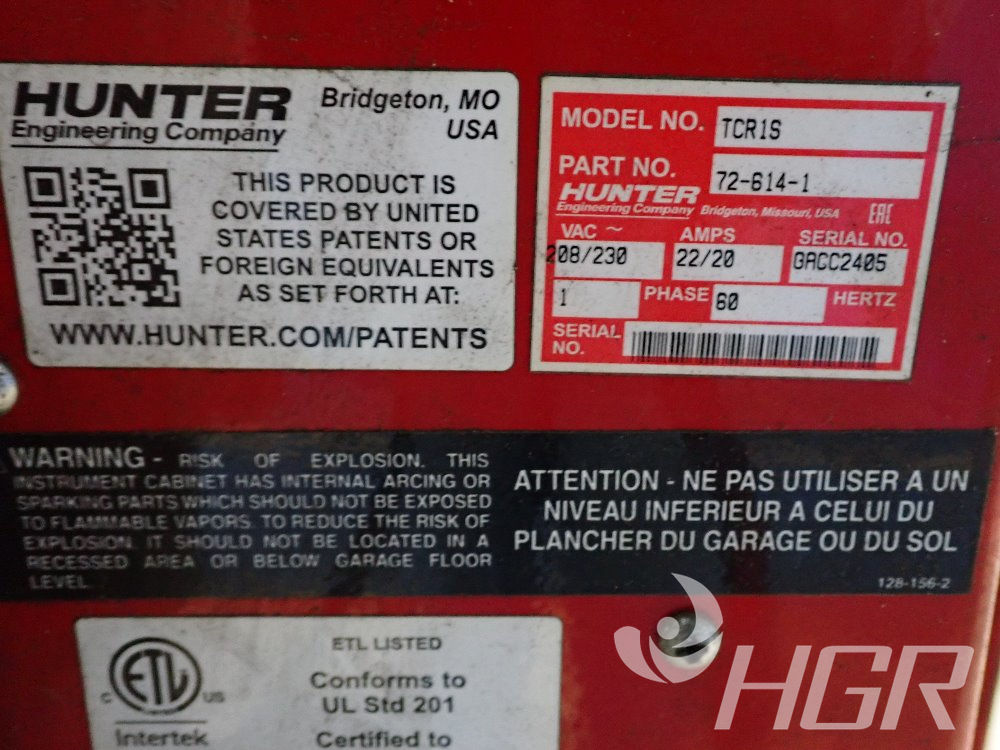 HUNTER
Engineering Company
Bridgeton, MO
USA
THIS PRODUCT IS
COVERED BY UNITED
STATES PATENTS OR
FOREIGN EQUIVALENTS
AS SET FORTH AT:
WWW.HUNTER.COM/PATENTS
MODEL NO. TCR1S
PART NO. 72-614-1
HUNTER
Engineering Company Bridgeton, Missouri, USA EAC
VAC ~ AMPS SERIAL NO.
208/230 22/20 GACC2405
1 PHASE 60 HERTZ
SERIAL
NO.
WARNING - RISK OF EXPLOSION. THIS
INSTRUMENT CABINET HAS INTERNAL ARCING OR
SPARKING PARTS WHICH SHOULD NOT BE EXPOSED
TO FLAMMABLE VAPORS. TO REDUCE THE RISK OF
EXPLOSION. IT SHOULD NOT BE LOCATED IN A
RECESSED AREA OR BELOW GARAGE FLOOR
LEVEL.
ATTENTION - NE PAS UTILISER A UN
NIVEAU INFERIEUR A CELUI DU
PLANCHER DU GARAGE OU DU SOL
128-156-2
C ETL US
Intertek
ETL LISTED
Conforms to
UL Std 201
Certified to
HGR